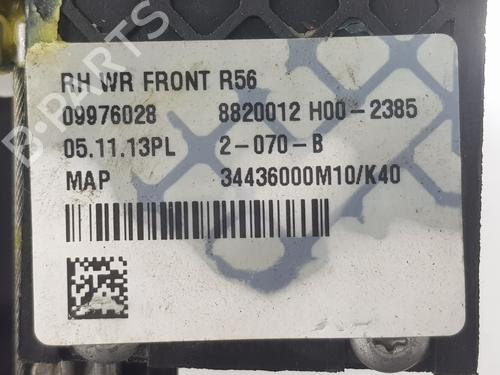 RH WR FRONT R56
09976028 8820012 H00-2385
05.11.13PL 2-070-B
MAP 34436000M10/K40
B-PARTS